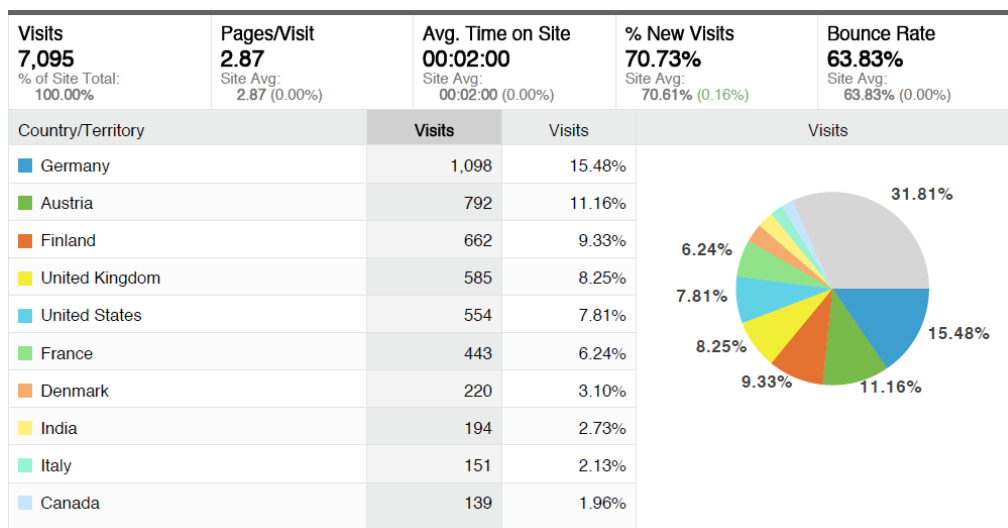 Visits
7,095
% of Site Total:
100.00%
Pages/Visit
2.87
Site Avg:
2.87 (0.00%)
Avg. Time on Site
00:02:00
Site Avg:
00:02:00 (0.00%)
% New Visits
70.73%
Site Avg:
70.61% (0.16%)
Bounce Rate
63.83%
Site Avg:
63.83% (0.00%)
Country/Territory Visits Visits Visits
Germany 1,098 15.48%
Austria 792 11.16%
Finland 662 9.33%
United Kingdom 585 8.25%
United States 554 7.81%
France 443 6.24%
Denmark 220 3.10%
India 194 2.73%
Italy 151 2.13%
Canada 139 1.96%
31.81%
6.24%
7.81%
15.48%
8.25%
9.33%
11.16%